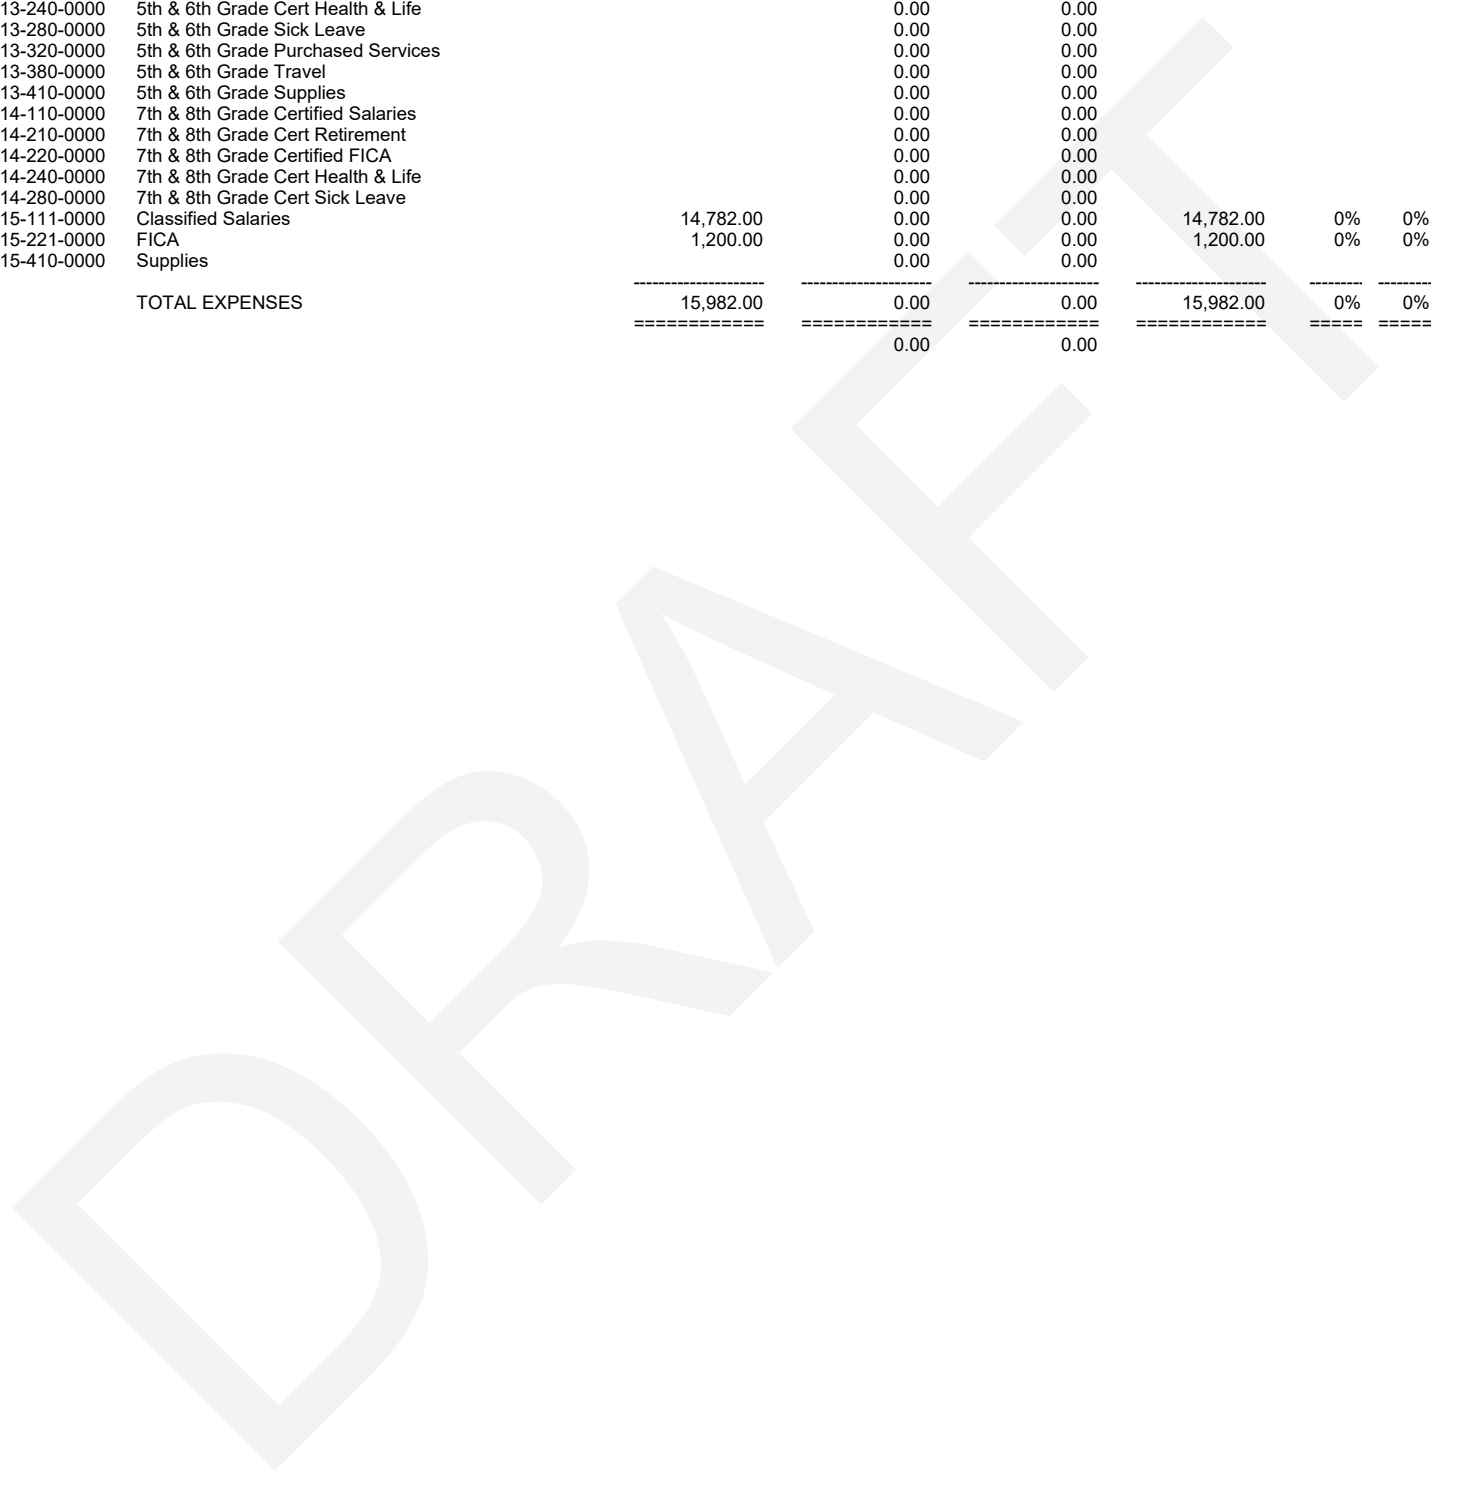 13-240-0000 5th & 6th Grade Cert Health & Life 0.00 0.00
13-280-0000 5th & 6th Grade Sick Leave 0.00 0.00
13-320-0000 5th & 6th Grade Purchased Services 0.00 0.00
13-380-0000 5th & 6th Grade Travel 0.00 0.00
13-410-0000 5th & 6th Grade Supplies 0.00 0.00
14-110-0000 7th & 8th Grade Certified Salaries 0.00 0.00
14-210-0000 7th & 8th Grade Cert Retirement 0.00 0.00
14-220-0000 7th & 8th Grade Certified FICA 0.00 0.00
14-240-0000 7th & 8th Grade Cert Health & Life 0.00 0.00
14-280-0000 7th & 8th Grade Cert Sick Leave 0.00 0.00
15-111-0000 Classified Salaries 14,782.00 0.00 0.00 14,782.00 0% 0%
15-221-0000 FICA 1,200.00 0.00 0.00 1,200.00 0% 0%
15-410-0000 Supplies 0.00 0.00
--------------------- --------------------- --------------------- --------------------- --------- ---------
TOTAL EXPENSES 15,982.00 0.00 0.00 15,982.00 0% 0%
============ ============ ============ ============ ===== =====
0.00 0.00
DRAFT